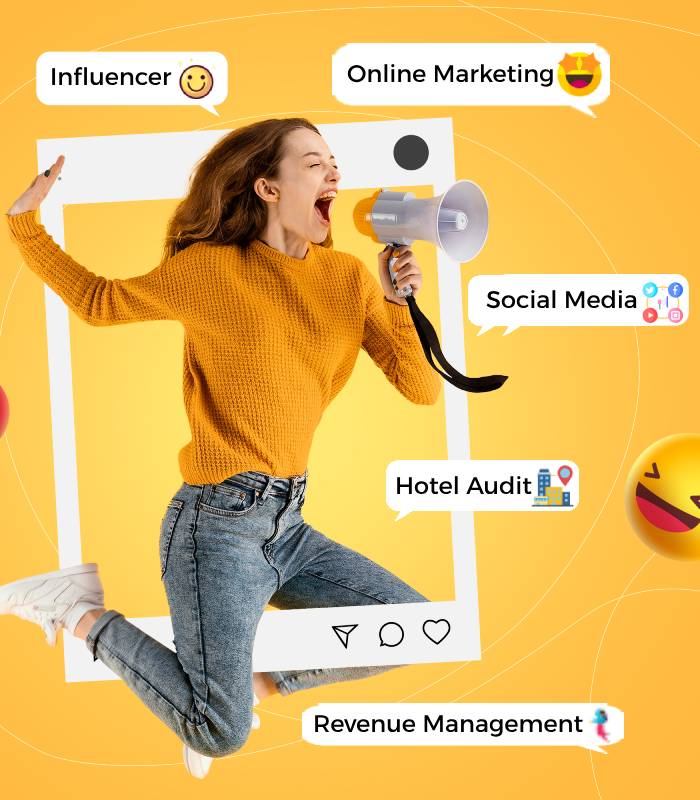 Influencer
Online Marketing
Social Media
Hotel Audit
Revenue Management